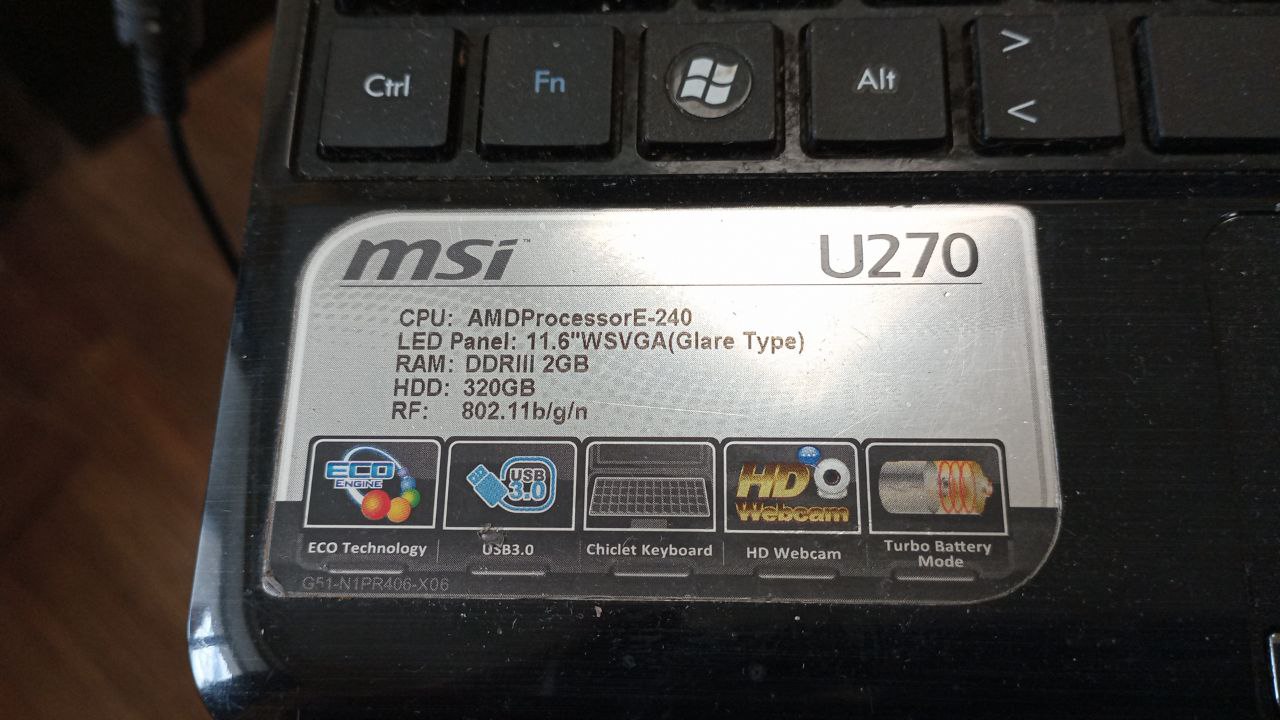 Ctrl Fn Alt > <
msi™ U270
CPU: AMDProcessorE-240
LED Panel: 11.6"WSVGA(Glare Type)
RAM: DDRIII 2GB
HDD: 320GB
RF: 802.11b/g/n
ECO ENGINE
USB 3.0
HD Webcam
ECO Technology
USB3.0
Chiclet Keyboard
HD Webcam
Turbo Battery Mode
G51-N1PR406-X06